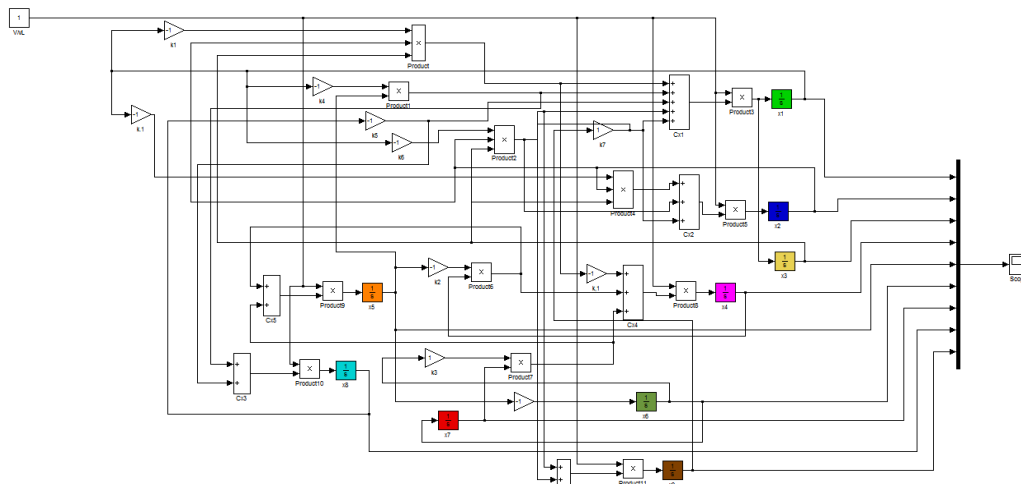 1
V/VL
-1
k1
×
Product
-1
k4
×
Product1
+
+
+
+
+
Cx1
×
Product3
1
s
x1
-1
k,1
-1
k5
-1
k6
×
Product2
1
k7
×
Product4
+
+
+
Cx2
×
Product5
x2
1
s
x3
+
+
Cx5
×
Product9
1
s
x5
-1
k2
×
Product6
-1
k,1
+
+
+
Cx4
×
Product8
1
s
x4
+
+
Cx3
×
Product10
1
s
x8
1
k3
×
Product7
-1
1
s
x6
1
s
x7
+
+
×
Product11
1
s